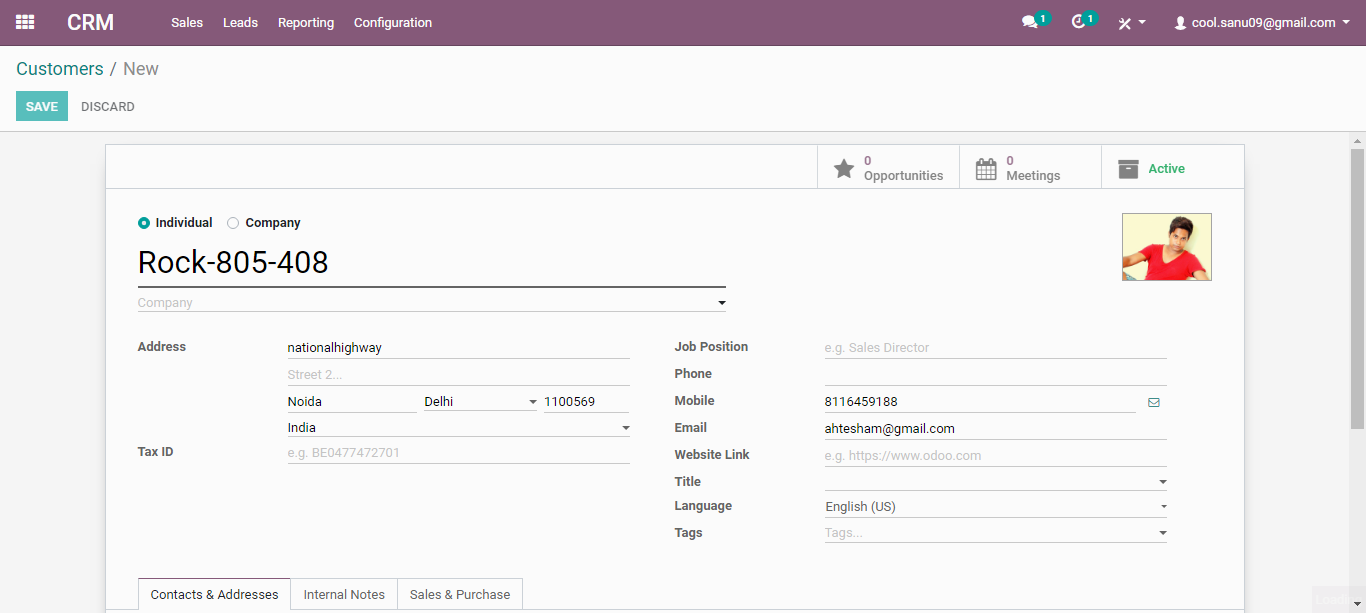 CRM Sales Leads Reporting Configuration 1 1 cool.sanu09@gmail.com
Customers / New
SAVE DISCARD
0 Opportunities
0 Meetings
Active
Individual Company
Rock-805-408
Company
Address nationalhighway
Street 2...
Noida Delhi 1100569
India
Tax ID e.g. BE0477472701
Job Position e.g. Sales Director
Phone
Mobile 8116459188
Email ahtesham@gmail.com
Website Link e.g. https://www.odoo.com
Title
Language English (US)
Tags Tags...
Contacts & Addresses Internal Notes Sales & Purchase